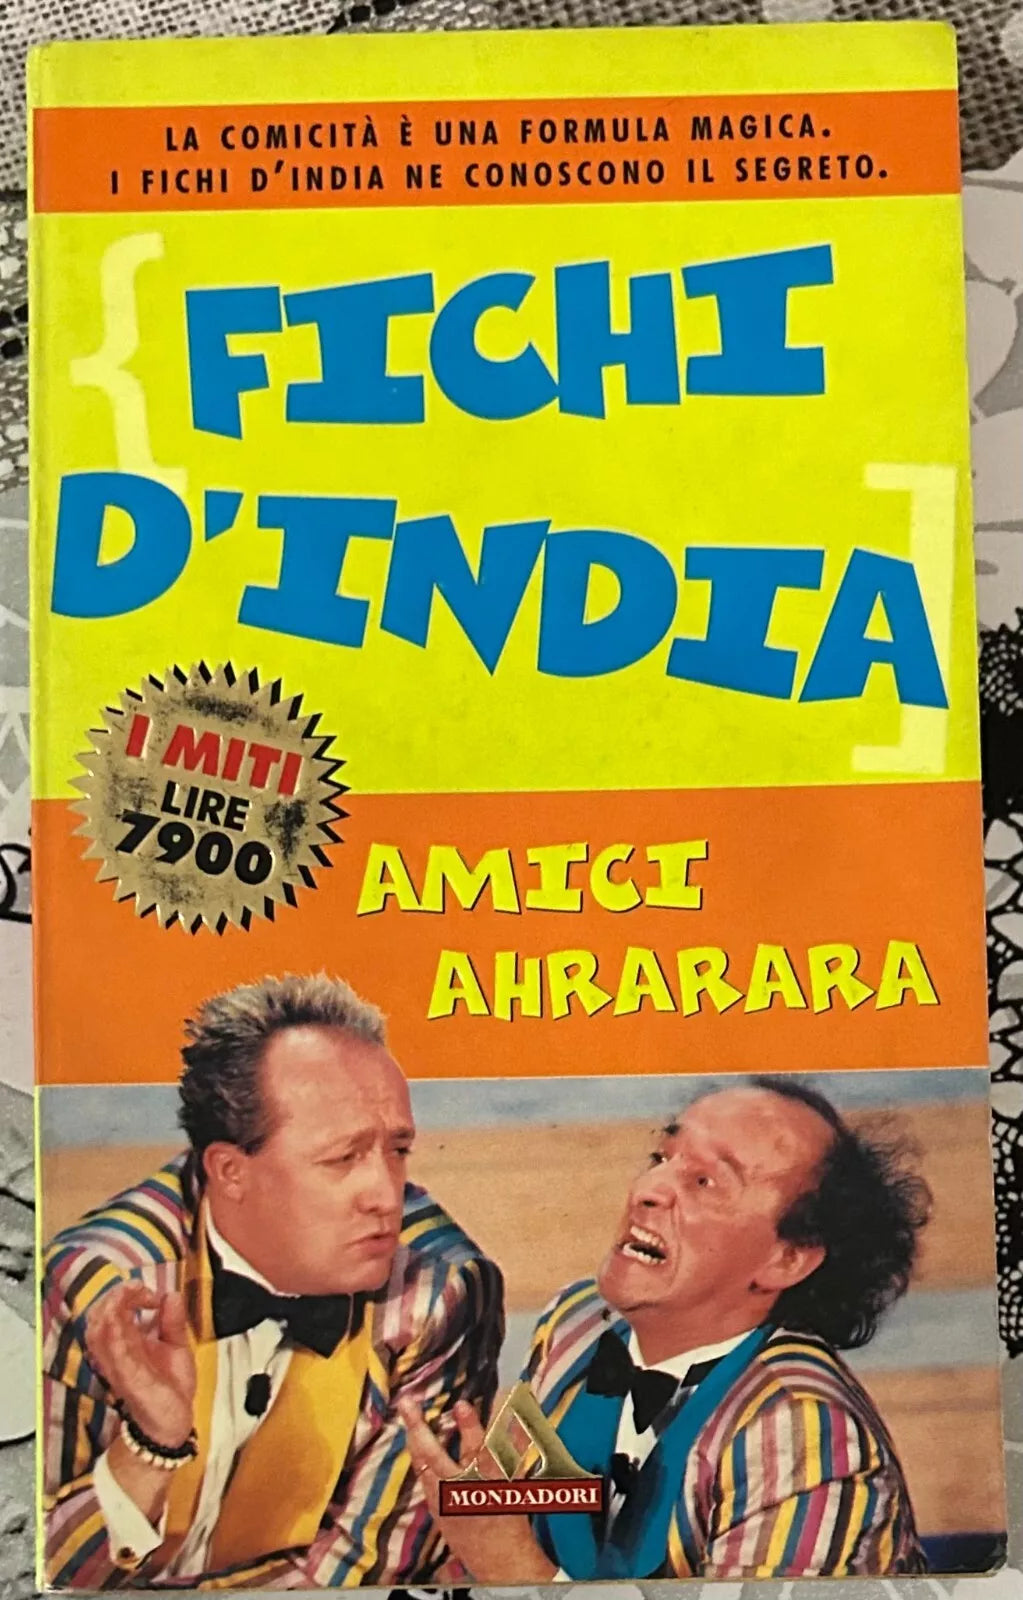 LA COMICITÀ È UNA FORMULA MAGICA.
I FICHI D'INDIA NE CONOSCONO IL SEGRETO.
FICHI
D'INDIA
I MITI
LIRE
7900
AMICI
AHRARARA
MONDADORI